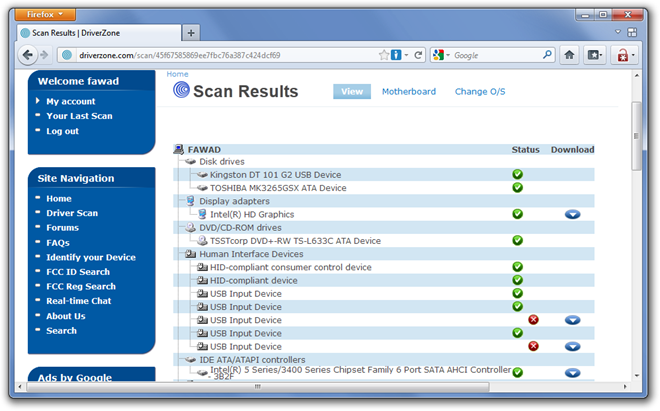 Firefox
Scan Results | DriverZone
driverzone.com/scan/45f67585869ee7fbc76a387c424dcf69
Google
Welcome fawad
My account
Your Last Scan
Log out
Site Navigation
Home
Driver Scan
Forums
FAQs
Identify your Device
FCC ID Search
FCC Reg Search
Real-time Chat
About Us
Search
Ads by Google
Home
Scan Results
View Motherboard Change O/S
FAWAD Status Download
Disk drives
Kingston DT 101 G2 USB Device
TOSHIBA MK3265GSX ATA Device
Display adapters
Intel(R) HD Graphics
DVD/CD-ROM drives
TSSTcorp DVD+-RW TS-L633C ATA Device
Human Interface Devices
HID-compliant consumer control device
HID-compliant device
USB Input Device
USB Input Device
USB Input Device
USB Input Device
USB Input Device
IDE ATA/ATAPI controllers
Intel(R) 5 Series/3400 Series Chipset Family 6 Port SATA AHCI Controller
- 3B2F